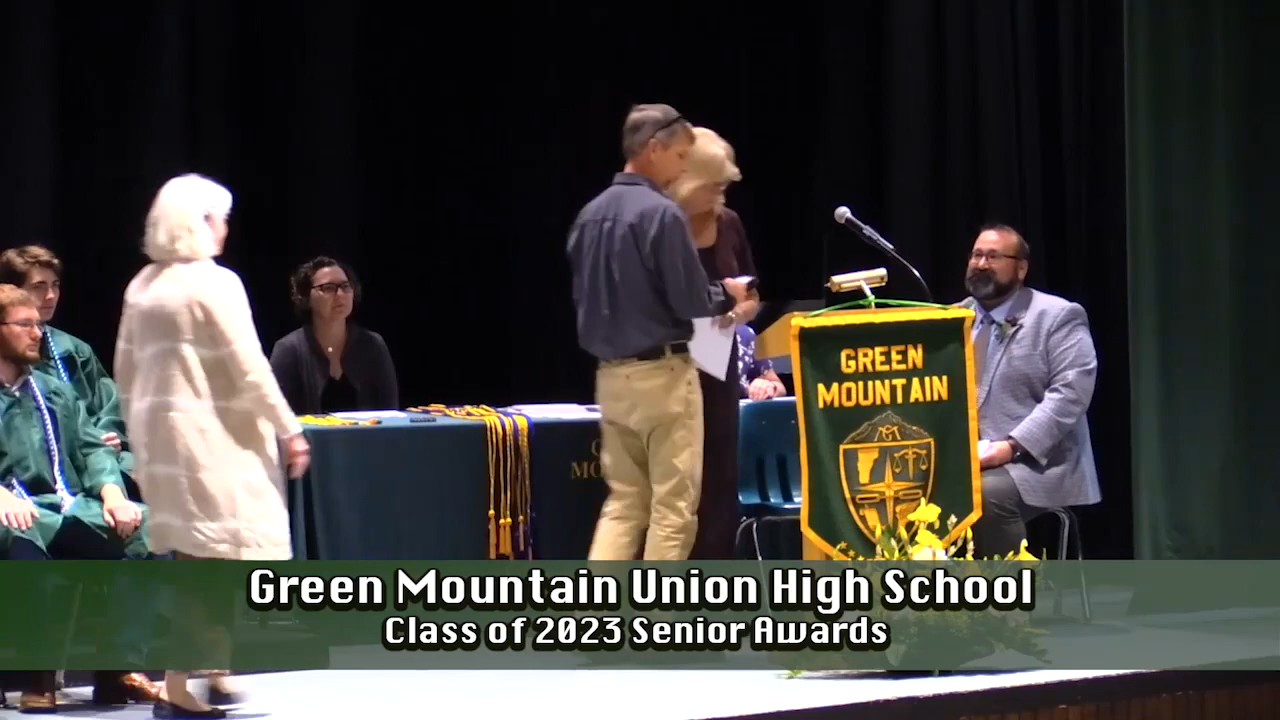 GREEN
MOUNTAIN
Green Mountain Union High School
Class of 2023 Senior Awards